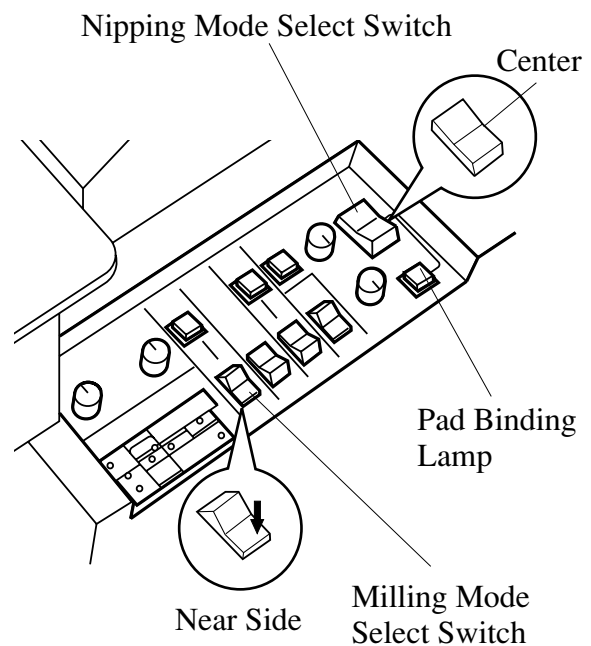 Nipping Mode Select Switch
Center
Pad Binding
Lamp
Near Side
Milling Mode
Select Switch